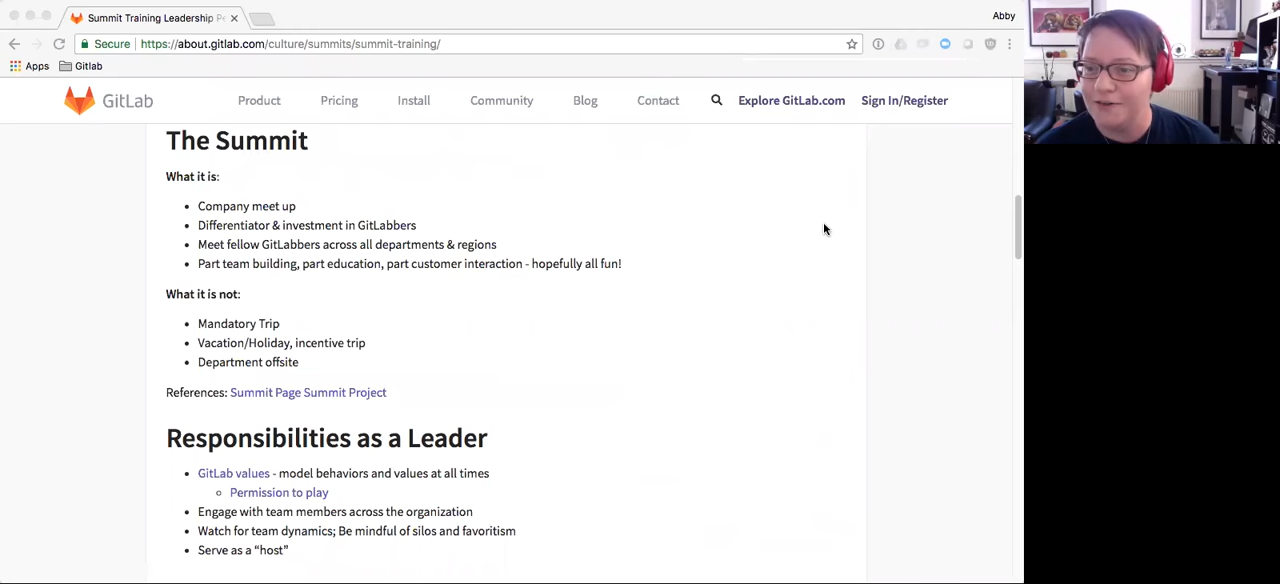 Summit Training Leadership Pe
Abby
Secure
https://about.gitlab.com/culture/summits/summit-training/
Apps
Gitlab
GitLab
Product
Pricing
Install
Community
Blog
Contact
Explore GitLab.com
Sign In/Register
The Summit
What it is:
• Company meet up
• Differentiator & investment in GitLabbers
• Meet fellow GitLabbers across all departments & regions
• Part team building, part education, part customer interaction - hopefully all fun!
What it is not:
• Mandatory Trip
• Vacation/Holiday, incentive trip
• Department offsite
References: Summit Page Summit Project
Responsibilities as a Leader
• GitLab values - model behaviors and values at all times
○ Permission to play
• Engage with team members across the organization
• Watch for team dynamics; Be mindful of silos and favoritism
• Serve as a “host”